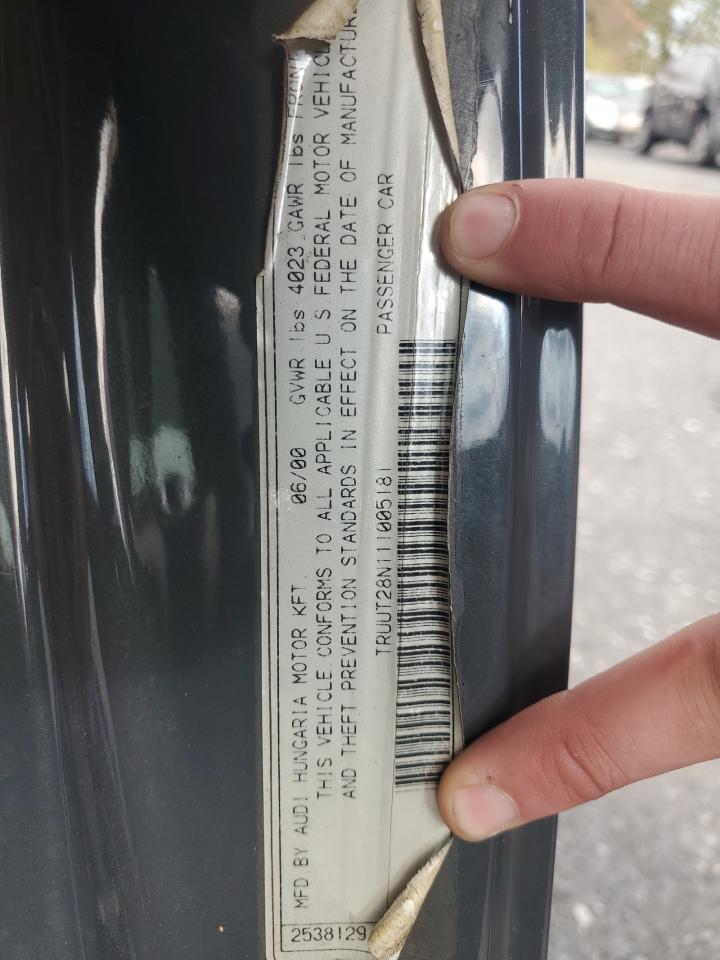 MFD. BY AUDI HUNGARIA MOTOR KFT. 06/00 GVWR lbs 4023 GAWR lbs FRONT
THIS VEHICLE CONFORMS TO ALL APPLICABLE U.S FEDERAL MOTOR VEHICLE
AND THEFT PREVENTION STANDARDS IN EFFECT ON THE DATE OF MANUFACTURE
TRUUT28N111005181 PASSENGER CAR
2538129